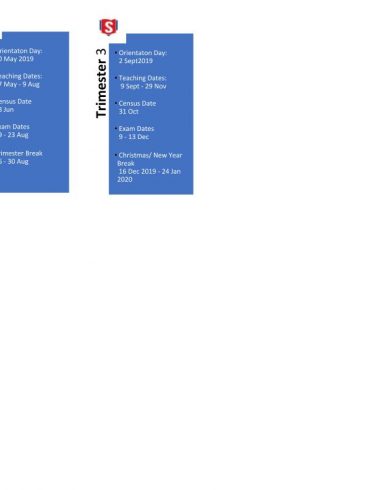 rientaton Day:
0 May 2019
eaching Dates:
7 May - 9 Aug
ensus Date
Jun
xam Dates
9 - 23 Aug
rimester Break
- 30 Aug
S
Trimester 3
• Orientaton Day:
2 Sept2019
• Teaching Dates:
9 Sept - 29 Nov
• Census Date
31 Oct
• Exam Dates
9 - 13 Dec
• Christmas/ New Year
Break
16 Dec 2019 - 24 Jan
2020